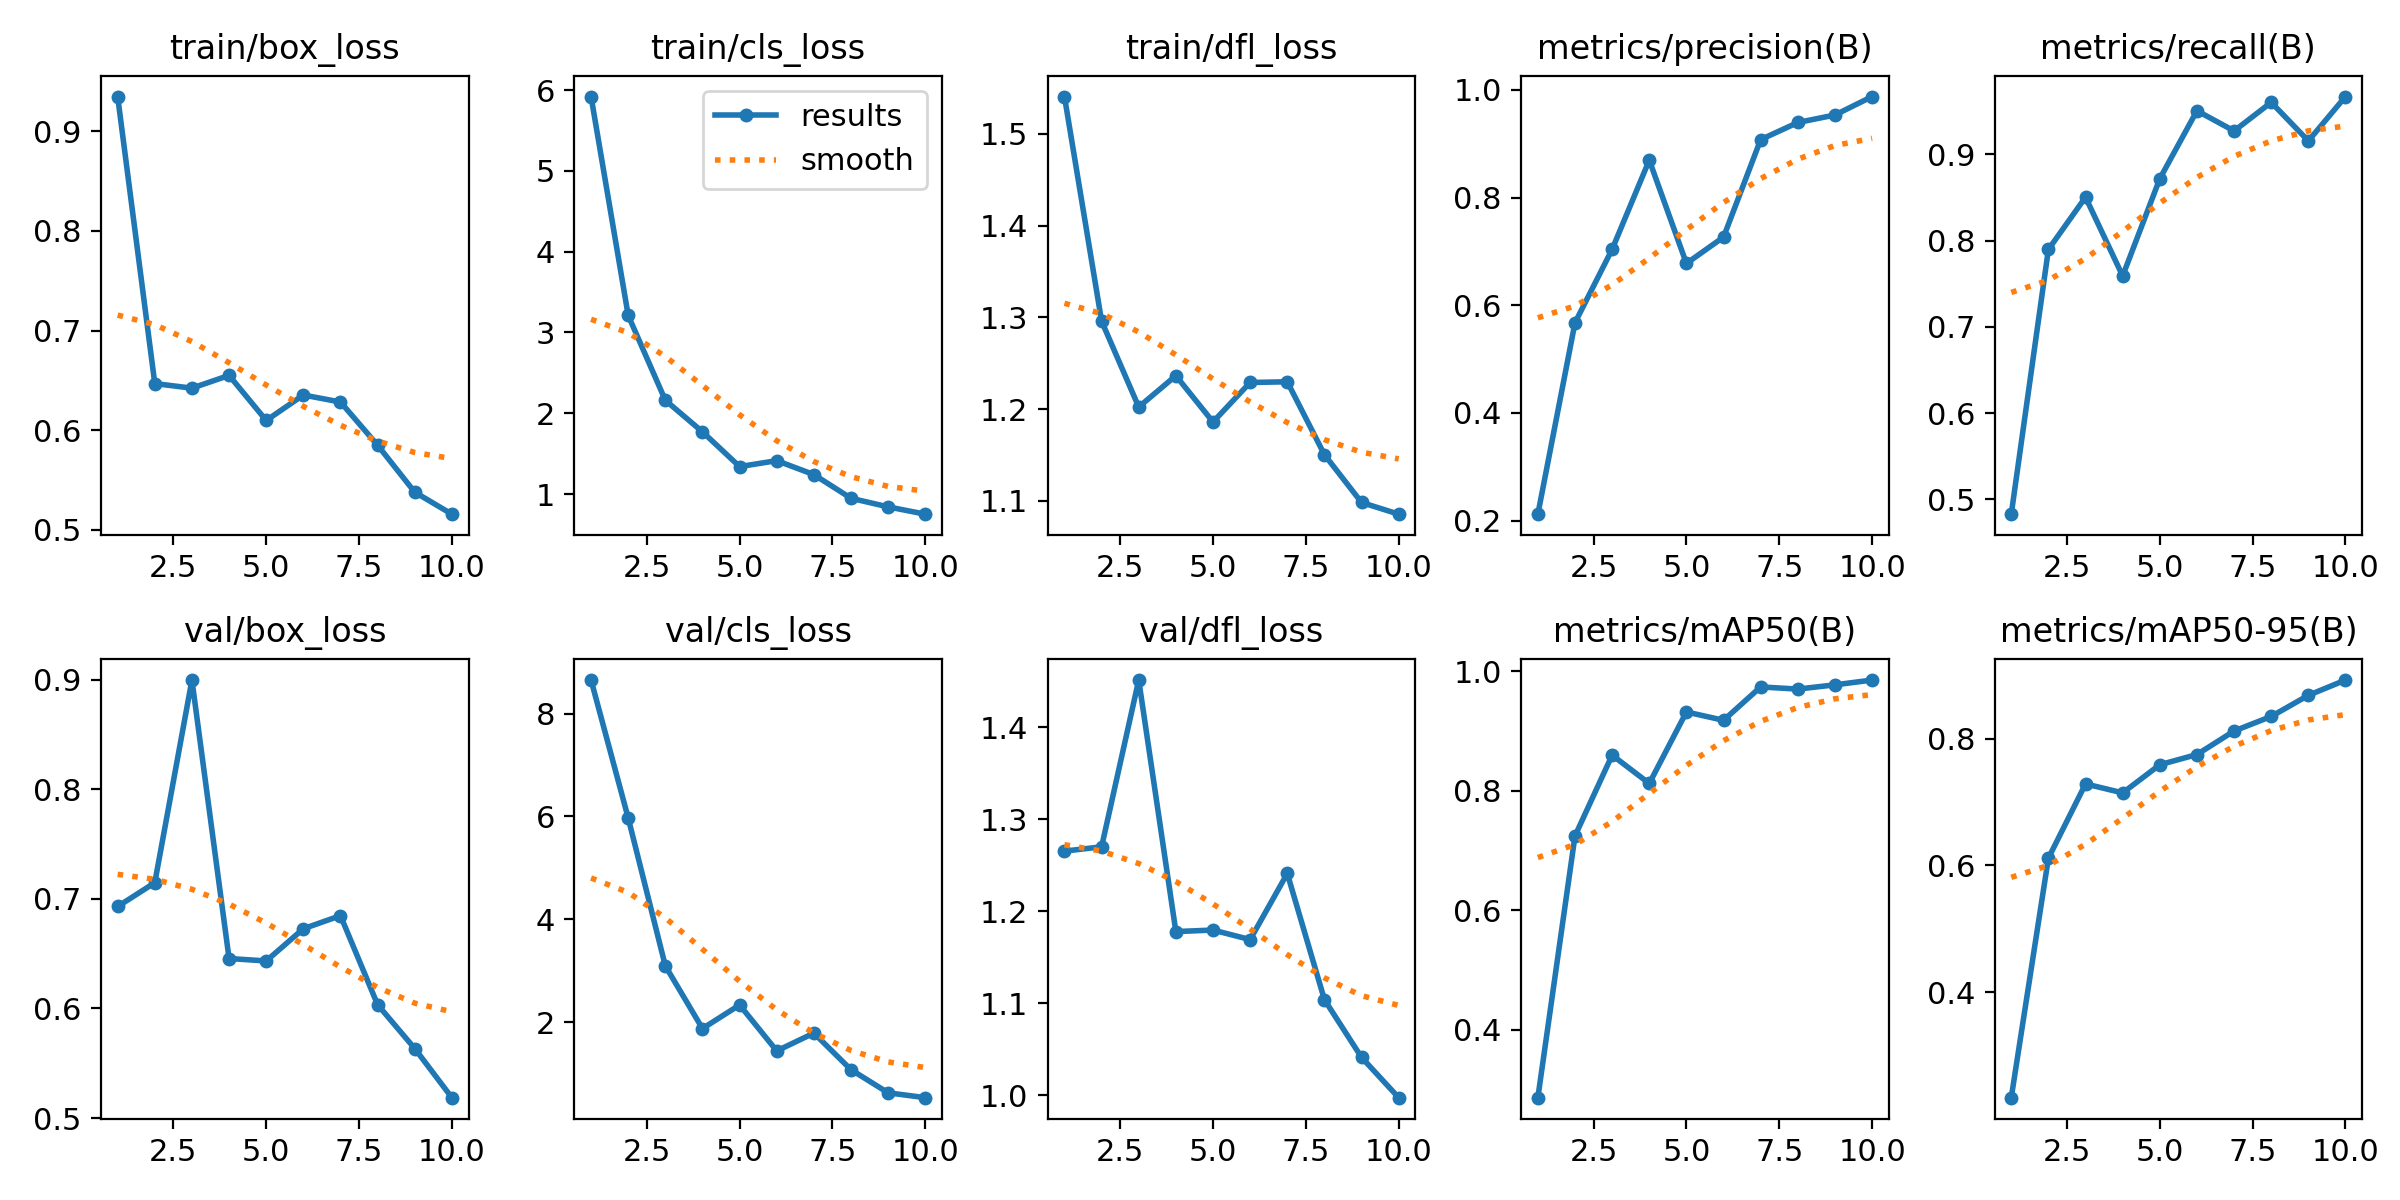 train/box_loss
train/cls_loss
train/dfl_loss
metrics/precision(B)
metrics/recall(B)
0.9
0.8
0.7
0.6
0.5
2.5 5.0 7.5 10.0
6
5
4
3
2
1
2.5 5.0 7.5 10.0
results
smooth
1.5
1.4
1.3
1.2
1.1
2.5 5.0 7.5 10.0
1.0
0.8
0.6
0.4
0.2
2.5 5.0 7.5 10.0
0.9
0.8
0.7
0.6
0.5
2.5 5.0 7.5 10.0
val/box_loss
val/cls_loss
val/dfl_loss
metrics/mAP50(B)
metrics/mAP50-95(B)
0.9
0.8
0.7
0.6
0.5
2.5 5.0 7.5 10.0
8
6
4
2
2.5 5.0 7.5 10.0
1.4
1.3
1.2
1.1
1.0
2.5 5.0 7.5 10.0
1.0
0.8
0.6
0.4
2.5 5.0 7.5 10.0
0.8
0.6
0.4
2.5 5.0 7.5 10.0